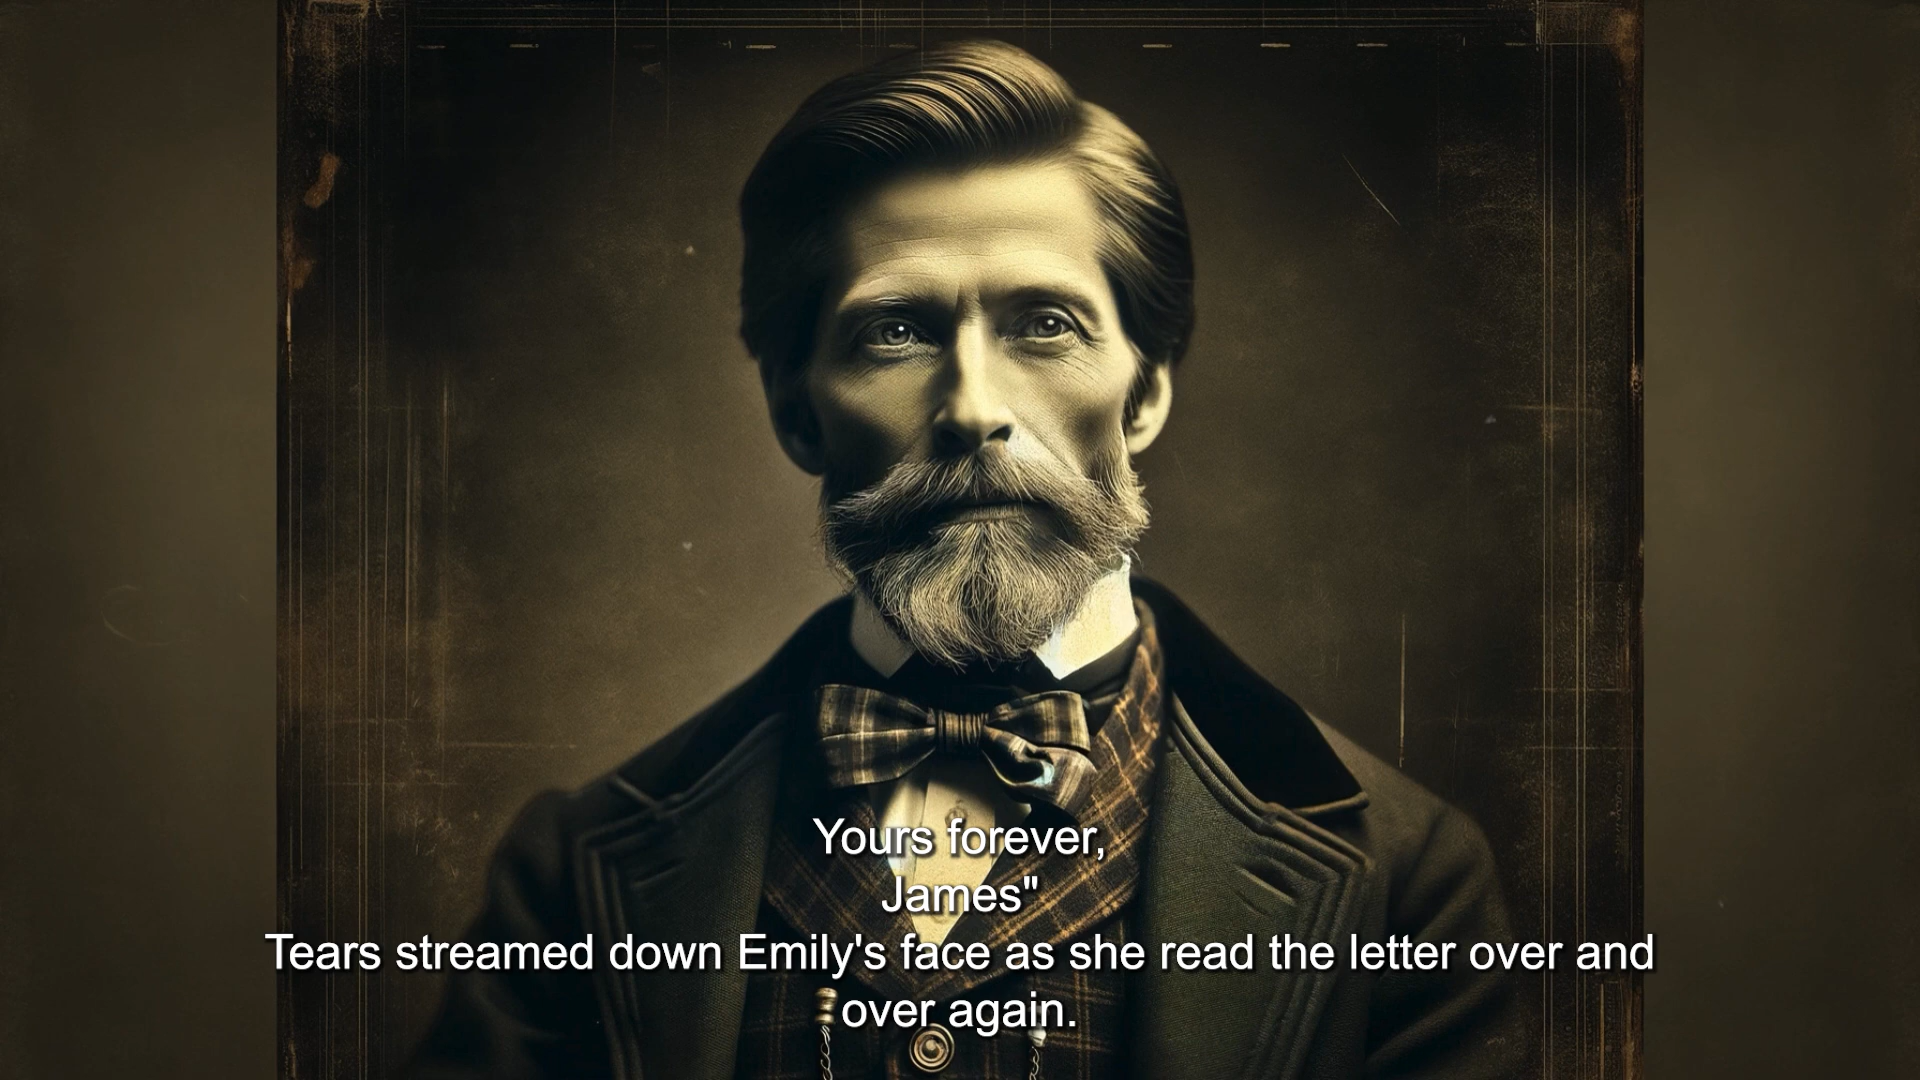 Yours forever,
James"
Tears streamed down Emily's face as she read the letter over and
over again.